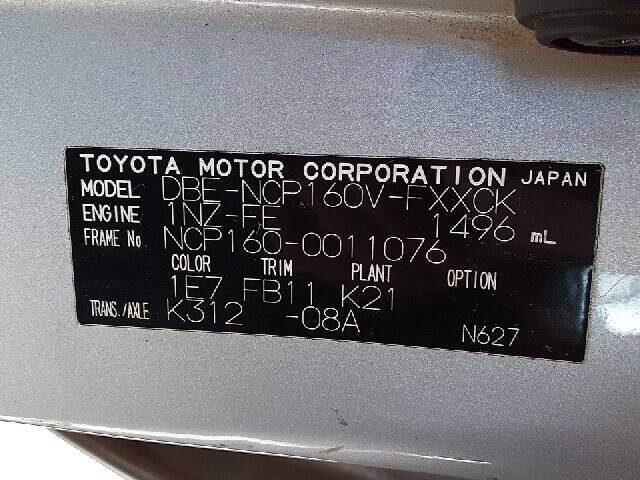 TOYOTA MOTOR CORPORATION JAPAN
MODEL DBE-NCP160V-FXXCK
ENGINE 1NZ-FE 1496 mL
FRAME No NCP160-0011076
COLOR TRIM PLANT OPTION
1E7 FB11 K21
TRANS./AXLE K312 -08A N627